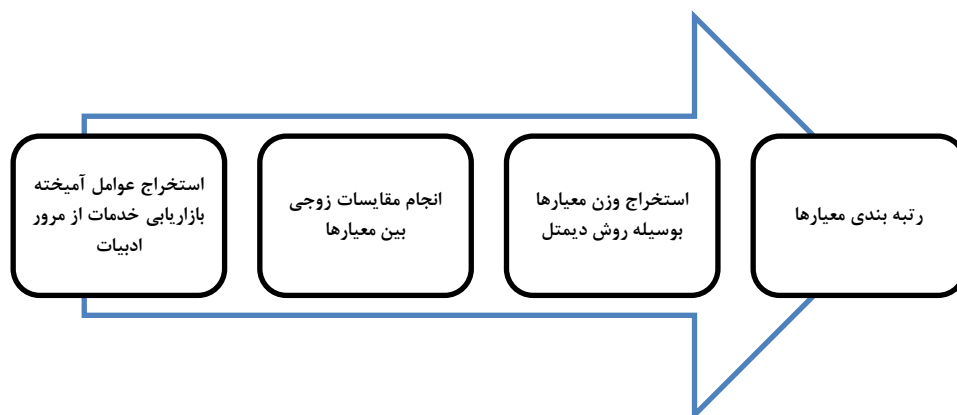 استخراج عوامل آمیخته
بازاریابی خدمات از مرور
ادبیات
انجام مقایسات زوجی
بین معیارها
استخراج وزن معیارها
بوسیله روش دیمتل
رتبه بندی معیارها